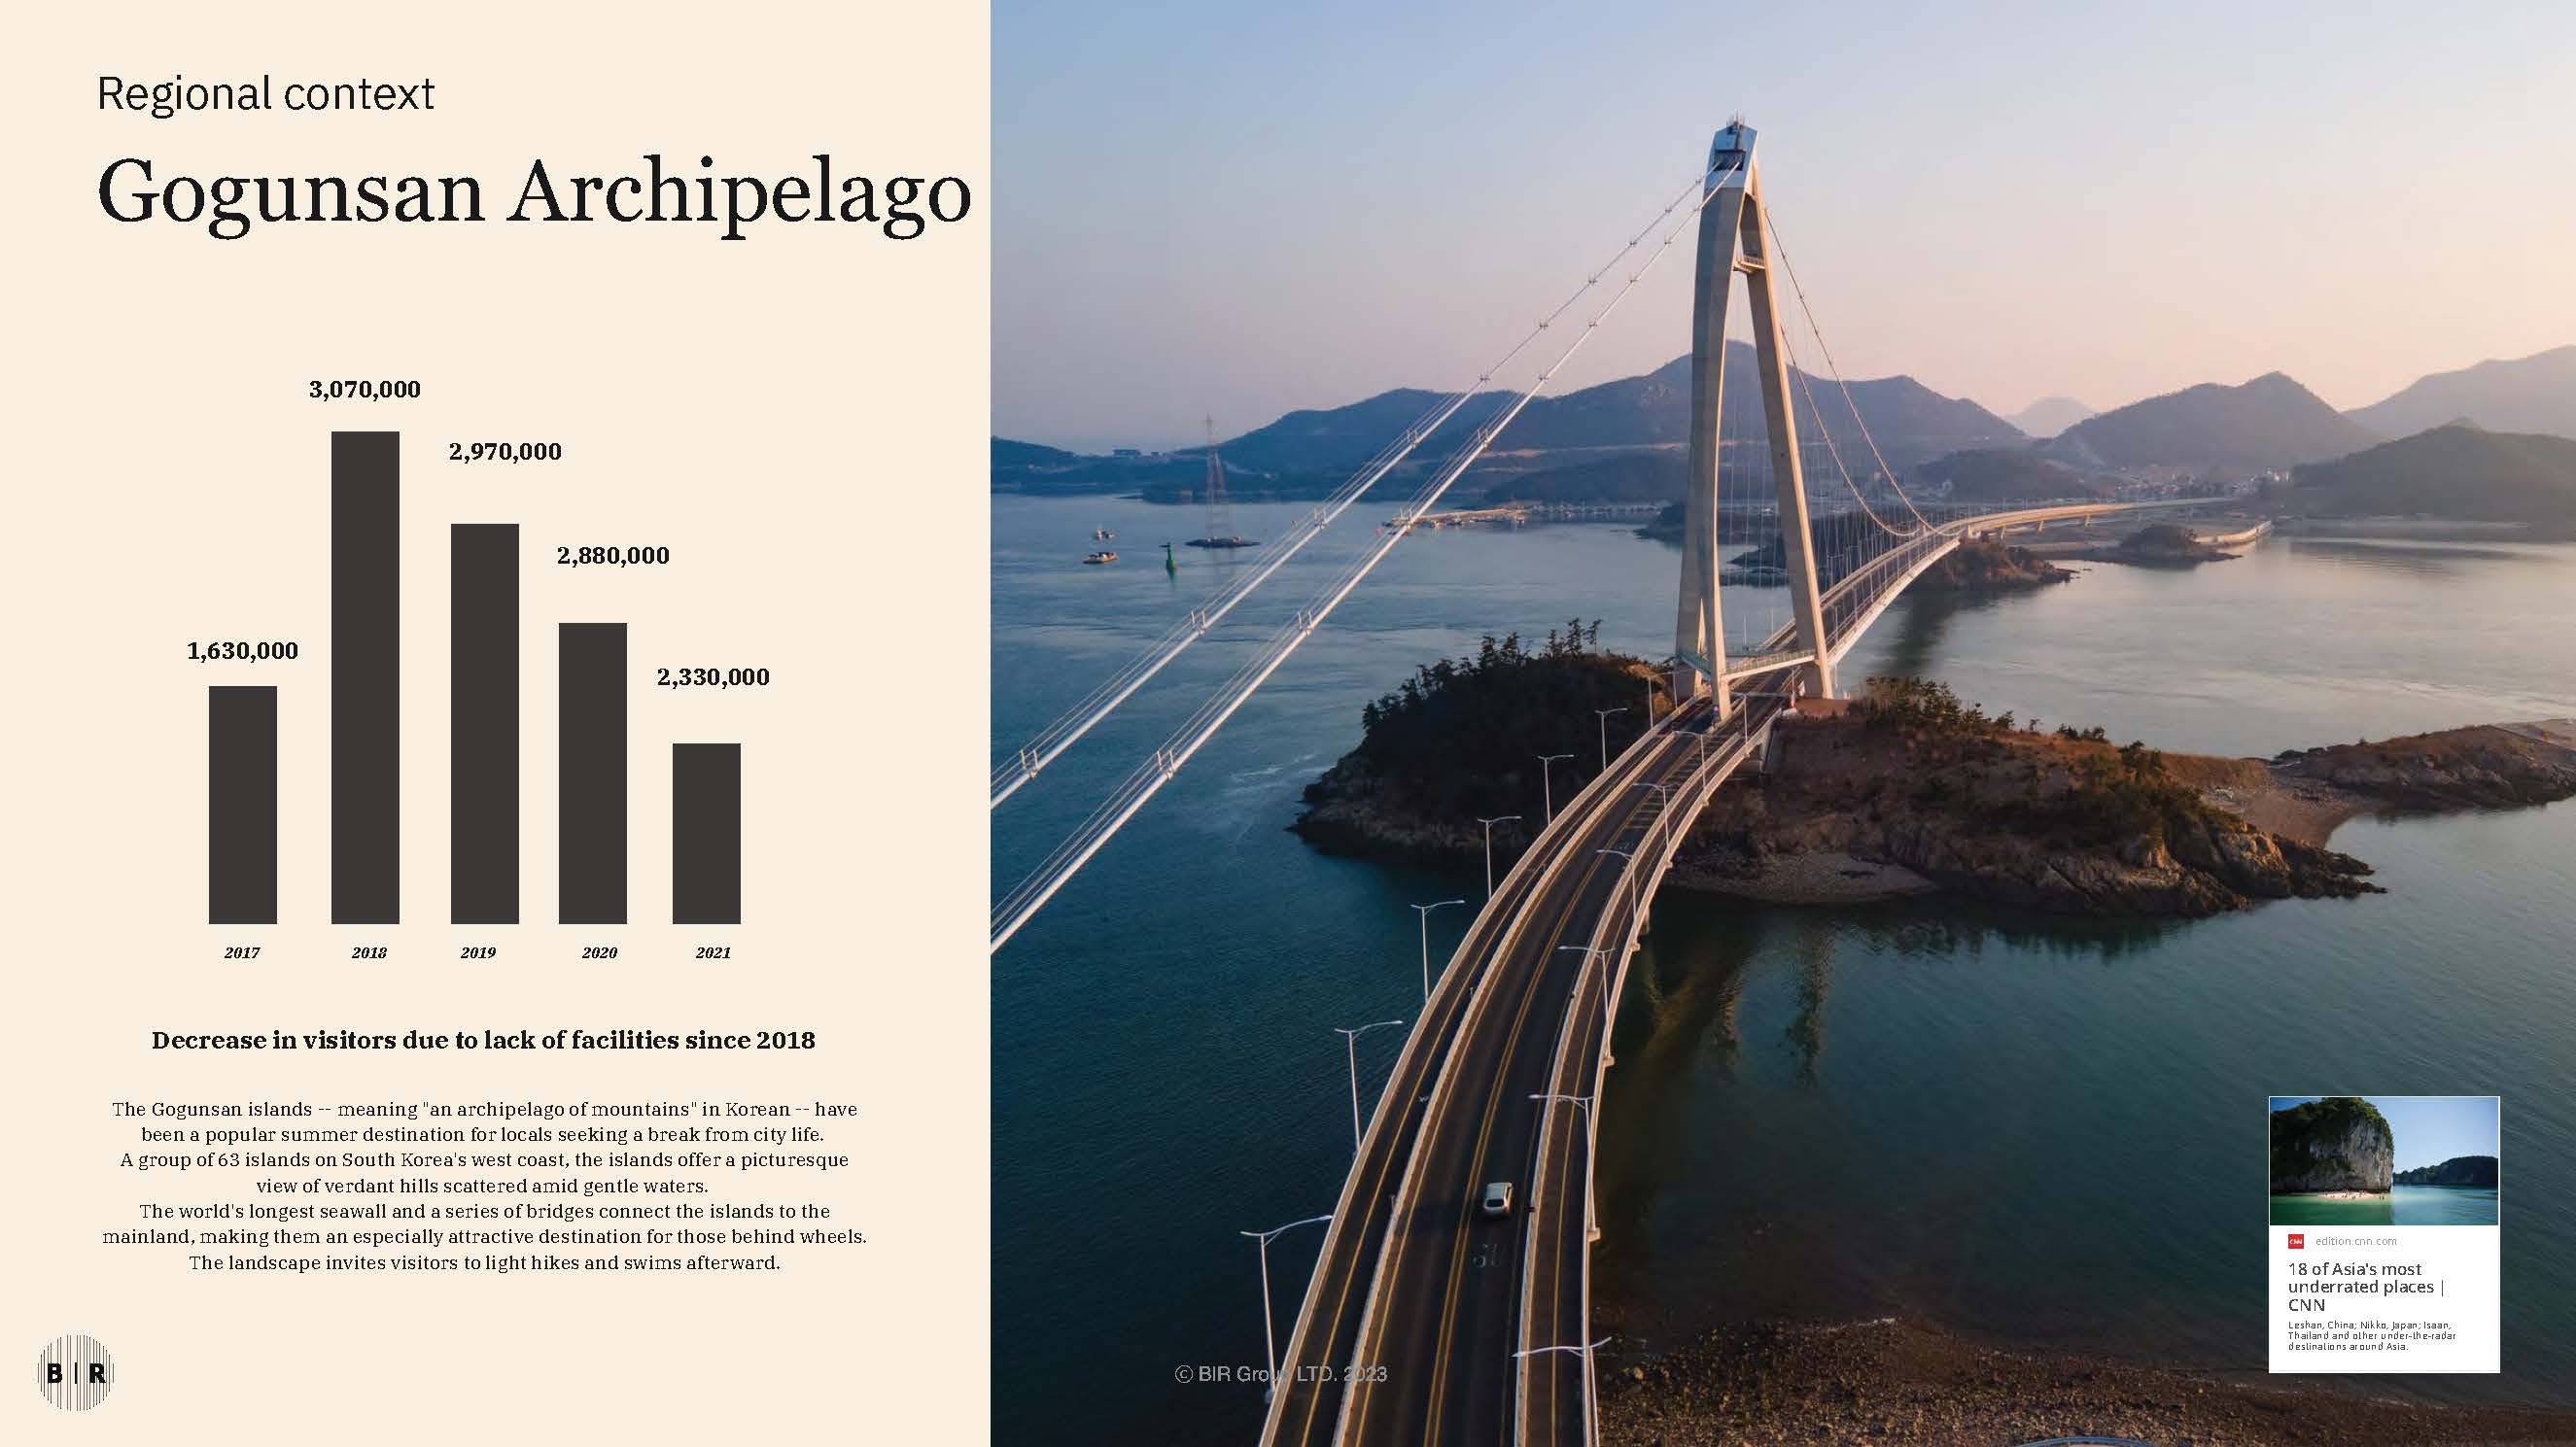 Regional context
Gogunsan Archipelago
3,070,000
2,970,000
2,880,000
1,630,000
2,330,000
2017 2018 2019 2020 2021
Decrease in visitors due to lack of facilities since 2018
The Gogunsan islands -- meaning "an archipelago of mountains" in Korean -- have
been a popular summer destination for locals seeking a break from city life.
A group of 63 islands on South Korea's west coast, the islands offer a picturesque
view of verdant hills scattered amid gentle waters.
The world's longest seawall and a series of bridges connect the islands to the
mainland, making them an especially attractive destination for those behind wheels.
The landscape invites visitors to light hikes and swims afterward.
B | R
© BIR Group LTD. 2023
CNN edition.cnn.com
18 of Asia's most
underrated places |
CNN
Leshan, China; Nikko, Japan; Isaan,
Thailand and other under-the-radar
destinations around Asia.